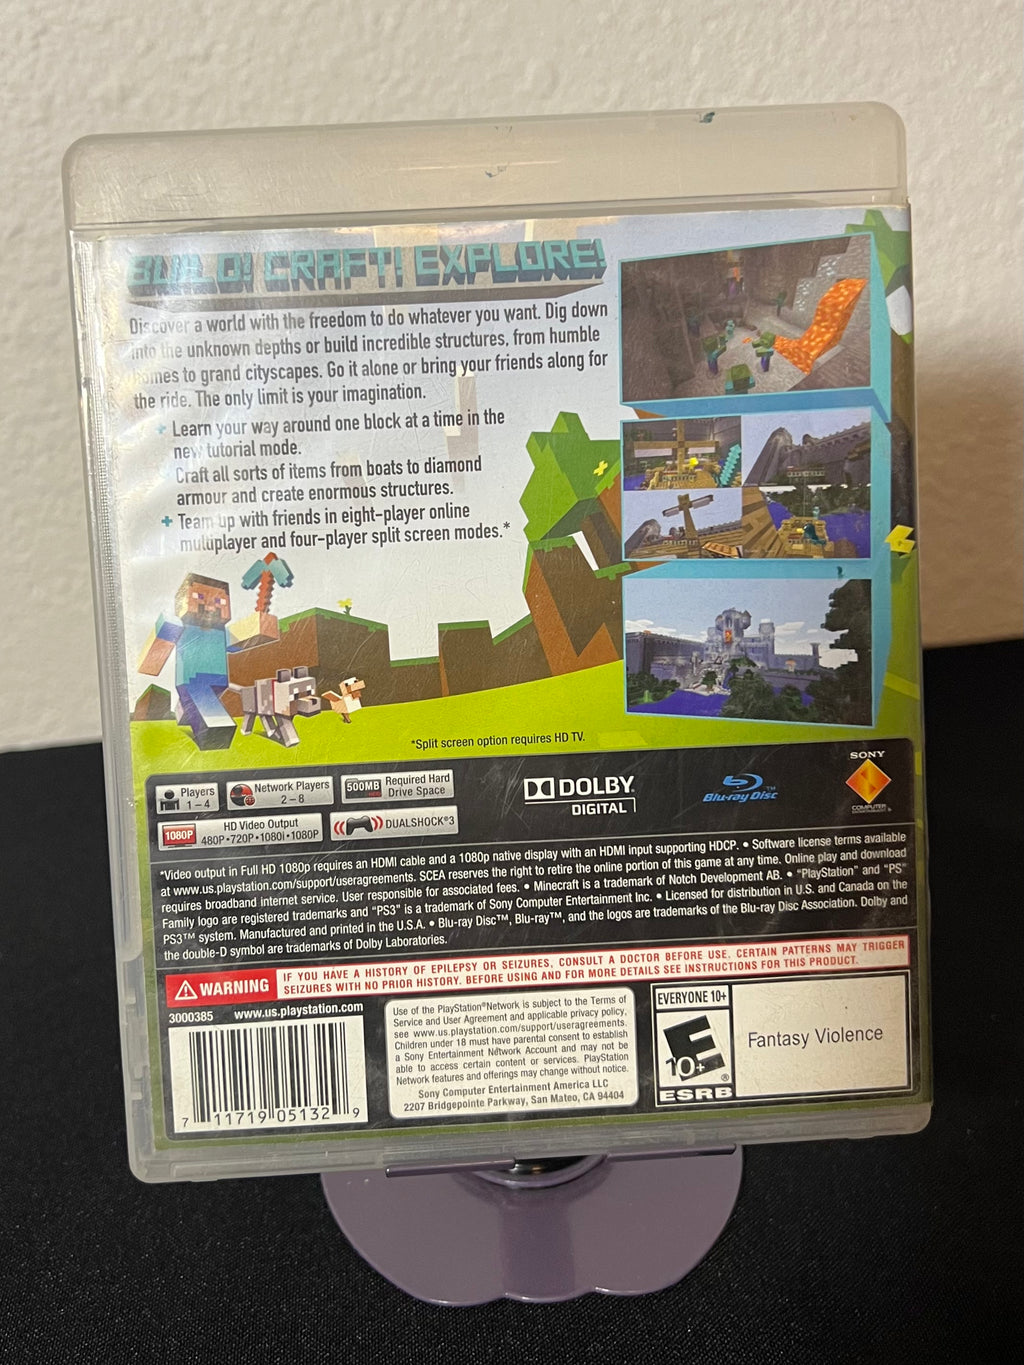 BUILD! CRAFT! EXPLORE!
Discover a world with the freedom to do whatever you want. Dig down
into the unknown depths or build incredible structures, from humble
homes to grand cityscapes. Go it alone or bring your friends along for
the ride. The only limit is your imagination.
+ Learn your way around one block at a time in the
new tutorial mode.
Craft all sorts of items from boats to diamond
armour and create enormous structures.
+ Team up with friends in eight-player online
multiplayer and four-player split screen modes.*
*Split screen option requires HD TV.
Players
1 – 4
Network Players
2 – 8
500MB
Required Hard
Drive Space
DOLBY
DIGITAL
Blu-ray Disc™
SONY
COMPUTER
ENTERTAINMENT®
1080P
HD Video Output
480P • 720P • 1080i • 1080P
DUALSHOCK®3
*Video output in Full HD 1080p requires an HDMI cable and a 1080p native display with an HDMI input supporting HDCP. • Software license terms available
at www.us.playstation.com/support/useragreements. SCEA reserves the right to retire the online portion of this game at any time. Online play and download
requires broadband internet service. User responsible for associated fees. • Minecraft is a trademark of Notch Development AB. • “PlayStation” and “PS”
Family logo are registered trademarks and “PS3” is a trademark of Sony Computer Entertainment Inc. • Licensed for distribution in U.S. and Canada on the
PS3™ system. Manufactured and printed in the U.S.A. • Blu-ray Disc™, Blu-ray™, and the logos are trademarks of the Blu-ray Disc Association. Dolby and
the double-D symbol are trademarks of Dolby Laboratories.
WARNING
IF YOU HAVE A HISTORY OF EPILEPSY OR SEIZURES, CONSULT A DOCTOR BEFORE USE. CERTAIN PATTERNS MAY TRIGGER
SEIZURES WITH NO PRIOR HISTORY. BEFORE USING AND FOR MORE DETAILS SEE INSTRUCTIONS FOR THIS PRODUCT.
3000385 www.us.playstation.com
7 11719 05132 9
Use of the PlayStation®Network is subject to the Terms of
Service and User Agreement and applicable privacy policy,
see www.us.playstation.com/support/useragreements.
Children under 18 must have parental consent to establish
a Sony Entertainment Network Account and may not be
able to access certain content or services. PlayStation
Network features and offerings may change without notice.
Sony Computer Entertainment America LLC
2207 Bridgepointe Parkway, San Mateo, CA 94404
EVERYONE 10+
E
10+
®
ESRB
Fantasy Violence